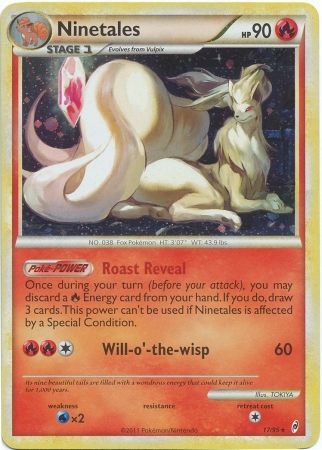 Ninetales HP 90
STAGE 1 Evolves from Vulpix
NO. 038 Fox Pokémon HT: 3'07" WT: 43.9 lbs.
Poké-POWER Roast Reveal
Once during your turn (before your attack), you may
discard a Energy card from your hand. If you do, draw
3 cards. This power can't be used if Ninetales is affected
by a Special Condition.
Will-o'-the-wisp 60
Its nine beautiful tails are filled with a wondrous energy that could keep it alive
for 1,000 years.
Illus. TOKIYA
weakness resistance retreat cost
×2
©2011 Pokémon/Nintendo 17/95 ★